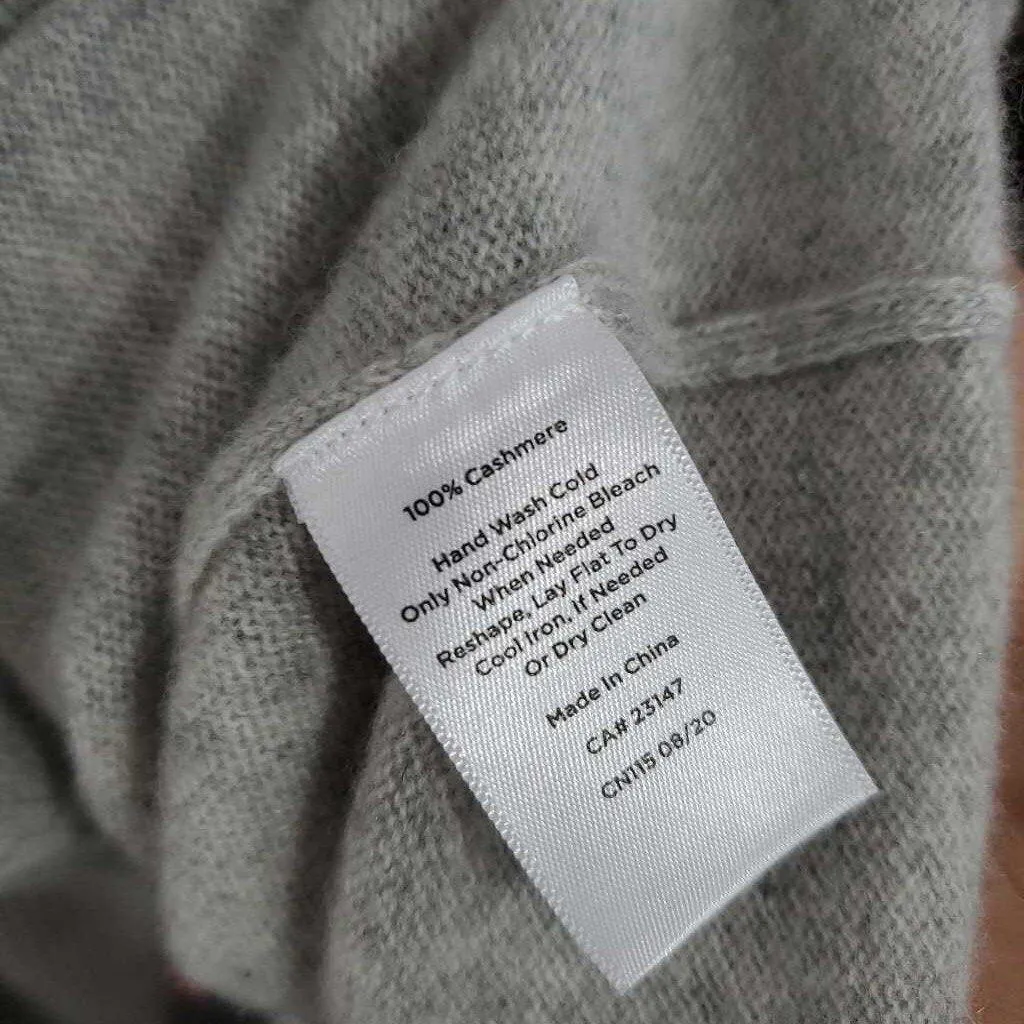 100% Cashmere
Hand Wash Cold
Only Non-Chlorine Bleach
When Needed
Reshape, Lay Flat To Dry
Cool Iron, If Needed
Or Dry Clean
Made In China
CA# 23147
CN115 08/20